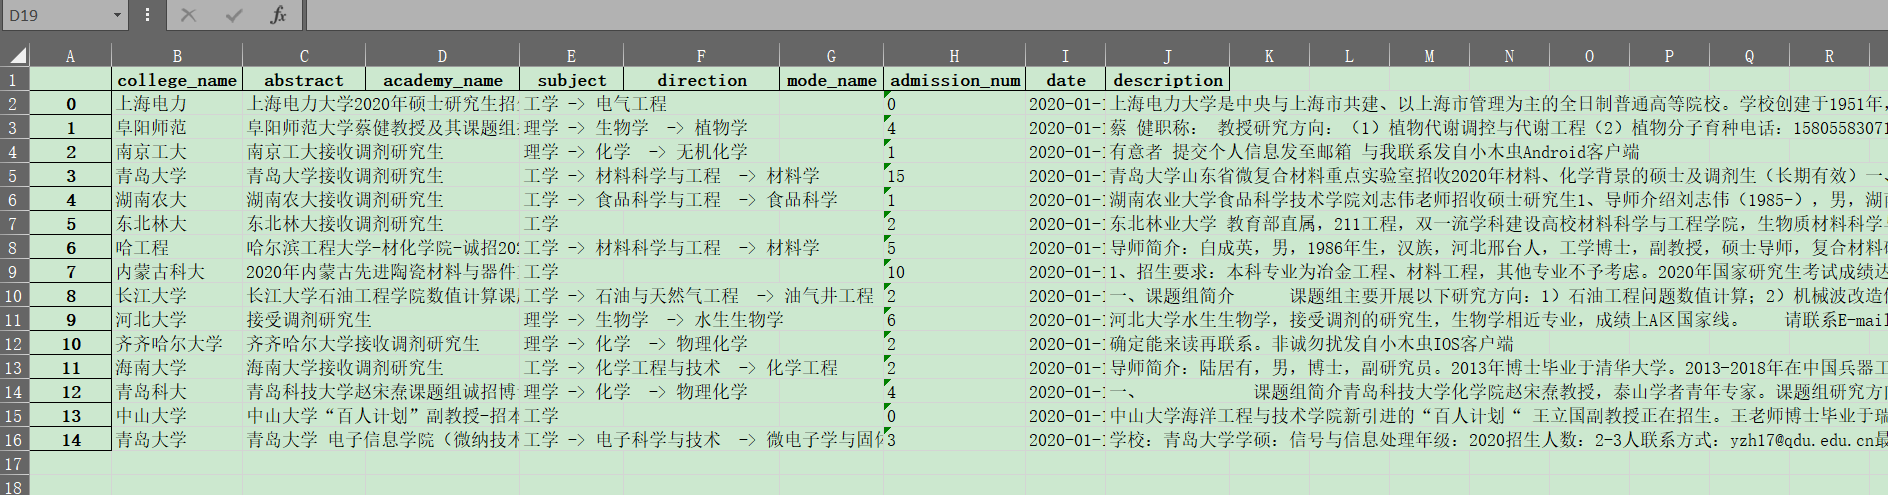 D19
fx
A B C D E F G H I J K L M N O P Q R
1 college_name abstract academy_name subject direction mode_name admission_num date description
2 0 上海电力 上海电力大学2020年硕士研究生招 工学 -> 电气工程 0 2020-01-1 上海电力大学是中央与上海市共建、以上海市管理为主的全日制普通高等院校。学校创建于1951年,
3 1 阜阳师范 阜阳师范大学蔡健教授及其课题组 理学 -> 生物学 -> 植物学 4 2020-01-1 蔡 健职称: 教授研究方向: (1)植物代谢调控与代谢工程(2)植物分子育种电话: 15805583071
4 2 南京工大 南京工大接收调剂研究生 理学 -> 化学 -> 无机化学 1 2020-01-1 有意者 提交个人信息发至邮箱 与我联系发自小木虫Android客户端
5 3 青岛大学 青岛大学接收调剂研究生 工学 -> 材料科学与工程 -> 材料学 15 2020-01-1 青岛大学山东省微复合材料重点实验室招收2020年材料、化学背景的硕士及调剂生(长期有效)一、
6 4 湖南农大 湖南农大接收调剂研究生 工学 -> 食品科学与工程 -> 食品科学 1 2020-01-1 湖南农业大学食品科学技术学院刘志伟老师招收硕士研究生1、导师介绍刘志伟(1985-),男,湖南
7 5 东北林大 东北林大接收调剂研究生 工学 2 2020-01-1 东北林业大学 教育部直属,211工程,双一流学科建设高校材料科学与工程学院,生物质材料科学
8 6 哈工程 哈尔滨工程大学-材化学院-诚招20 工学 -> 材料科学与工程 -> 材料学 5 2020-01-1 导师简介: 白成英,男,1986年生,汉族,河北邢台人,工学博士,副教授,硕士导师,复合材料
9 7 内蒙古科大 2020年内蒙古先进陶瓷材料与器件 工学 10 2020-01-1 1、招生要求: 本科专业为冶金工程、材料工程,其他专业不予考虑。2020年国家研究生考试成绩达
10 8 长江大学 长江大学石油工程学院数值计算课 工学 -> 石油与天然气工程 -> 油气井工程 2 2020-01-1 一、课题组简介 课题组主要开展以下研究方向: 1)石油工程问题数值计算; 2)机械波改造
11 9 河北大学 接受调剂研究生 理学 -> 生物学 -> 水生生物学 6 2020-01-1 河北大学水生生物学,接受调剂的研究生,生物学相近专业,成绩上A区国家线。 请联系E-mail
12 10 齐齐哈尔大学 齐齐哈尔大学接收调剂研究生 理学 -> 化学 -> 物理化学 2 2020-01-1 确定能来读再联系。非诚勿扰发自小木虫IOS客户端
13 11 海南大学 海南大学接收调剂研究生 工学 -> 化学工程与技术 -> 化学工程 2 2020-01-1 导师简介: 陆居有,男,博士,副研究员。2013年博士毕业于清华大学。2013-2018年在中国兵器工
14 12 青岛科大 青岛科技大学赵宋焘课题组诚招博 理学 -> 化学 -> 物理化学 4 2020-01-1 一、 课题组简介青岛科技大学化学院赵宋焘教授,泰山学者青年专家。课题组研究方向
15 13 中山大学 中山大学“百人计划”副教授-招本 工学 0 2020-01-1 中山大学海洋工程与技术学院新引进的“百人计划“ 王立国副教授正在招生。王老师博士毕业于瑞
16 14 青岛大学 青岛大学 电子信息学院(微纳技术 工学 -> 电子科学与技术 -> 微电子学与固体 3 2020-01-1 学校: 青岛大学学硕: 信号与信息处理年级: 2020招生人数: 2-3人联系方式: yzh17@qdu.edu.cn最
17
18